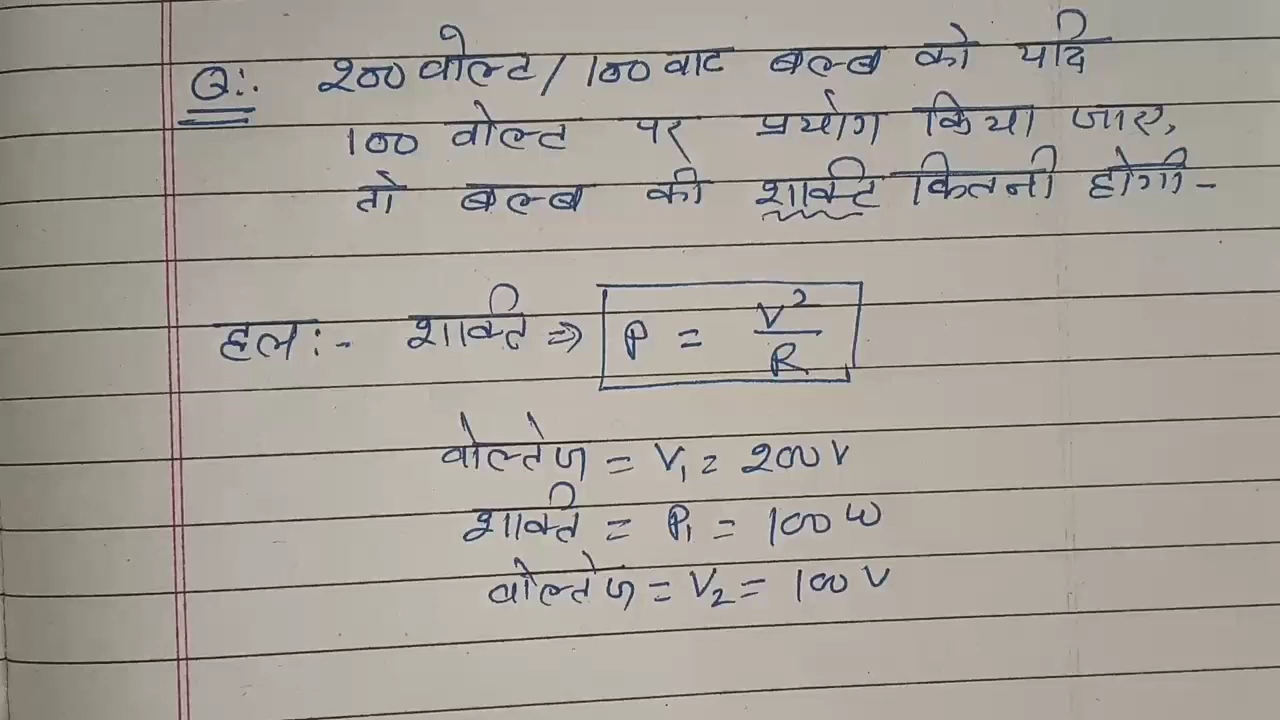 Q:. 200 वोल्ट / 100 वाट बल्ब को यदि
100 वोल्ट पर प्रयोग किया जाए,
तो बल्ब की शक्ति कितनी होगी -
हल :- शक्ति ⇒ P = V²/R
वोल्तेज = V₁ = 200 V
शक्ति = P₁ = 100 W
वोल्तेज = V₂ = 100 V